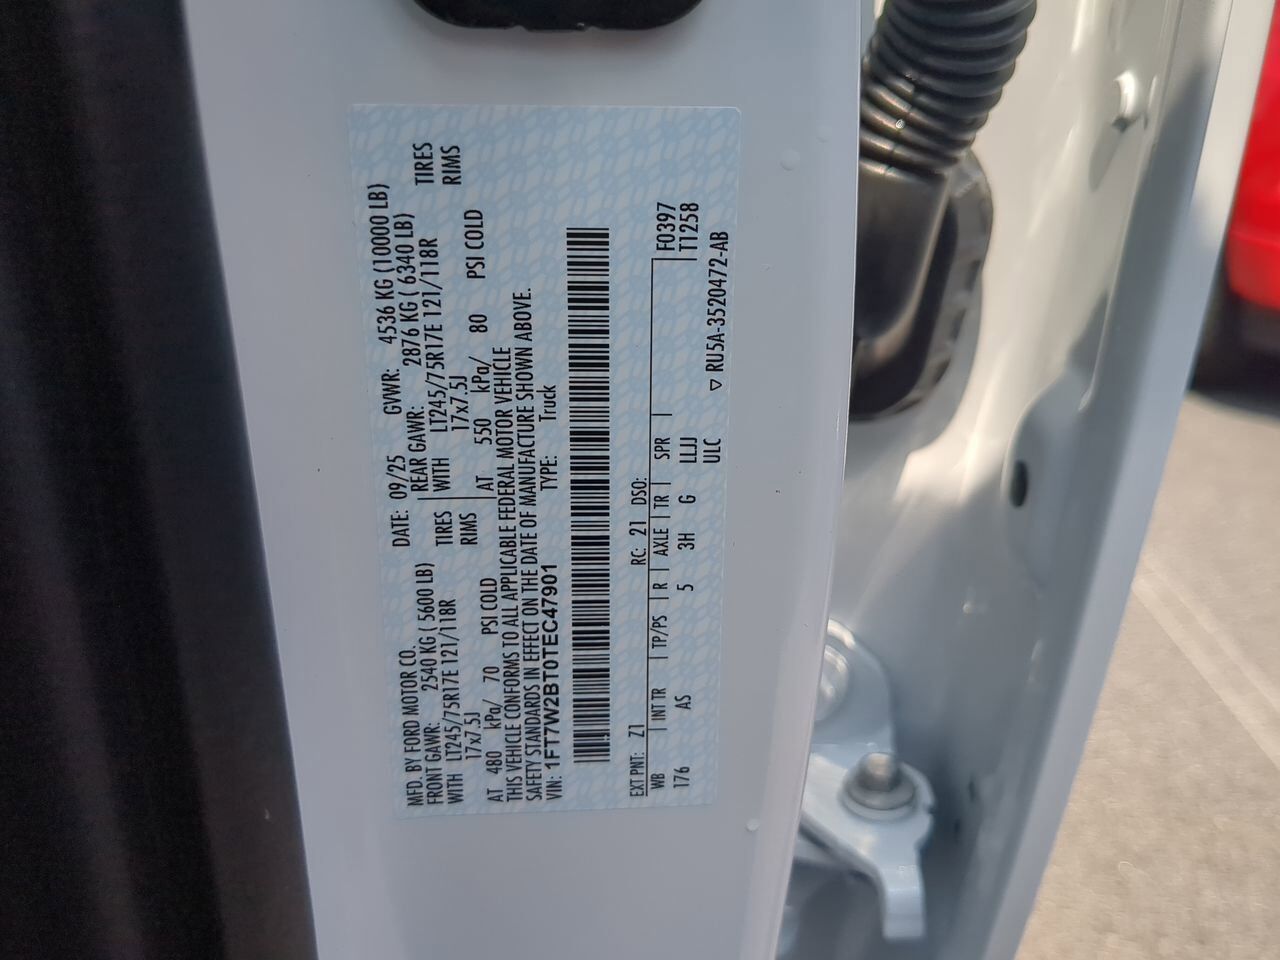 MFD BY FORD MOTOR CO. DATE: 09/25 GVWR: 4536 KG (10000 LB)
FRONT GAWR: 2540 KG ( 5600 LB) REAR GAWR: 2876 KG ( 6340 LB)
WITH LT245/75R17E 121/118R TIRES WITH LT245/75R17E 121/118R TIRES
17x7.5J RIMS 17x7.5J RIMS
AT 480 kPa/ 70 PSI COLD AT 550 kPa/ 80 PSI COLD
THIS VEHICLE CONFORMS TO ALL APPLICABLE FEDERAL MOTOR VEHICLE
SAFETY STANDARDS IN EFFECT ON THE DATE OF MANUFACTURE SHOWN ABOVE.
VIN: 1FT7W2BT0TEC47901 TYPE: Truck
EXT PNT: Z1 RC: 21 DSO:
WB INT TR TP/PS R AXLE TR SPR F0397
176 AS 5 3H G LLJJ T1258
ULC ▽ RU5A-3520472-AB